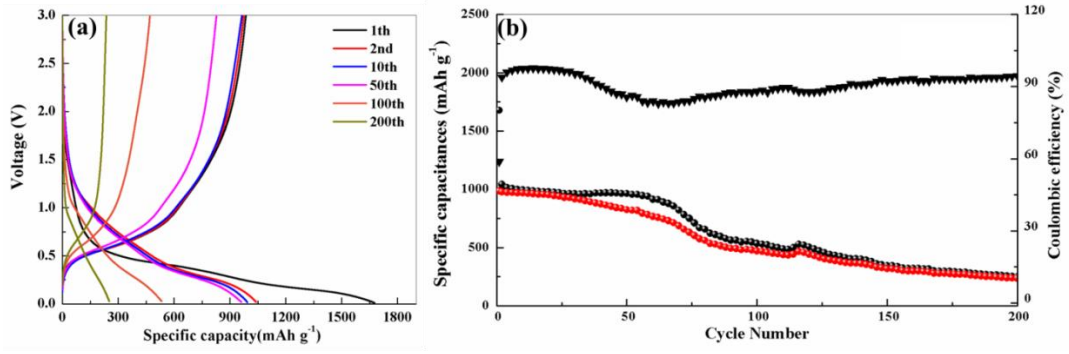 (a)
1th
2nd
10th
50th
100th
200th
3.0
2.5
2.0
1.5
1.0
0.5
0.0
Voltage (V)
0 300 600 900 1200 1500 1800
Specific capacity(mAh g-1)
(b)
2500
2000
1500
1000
500
0
Specific capacitances (mAh g-1)
0 50 100 150 200
Cycle Number
120
90
60
30
0
Coulombic efficiency (%)